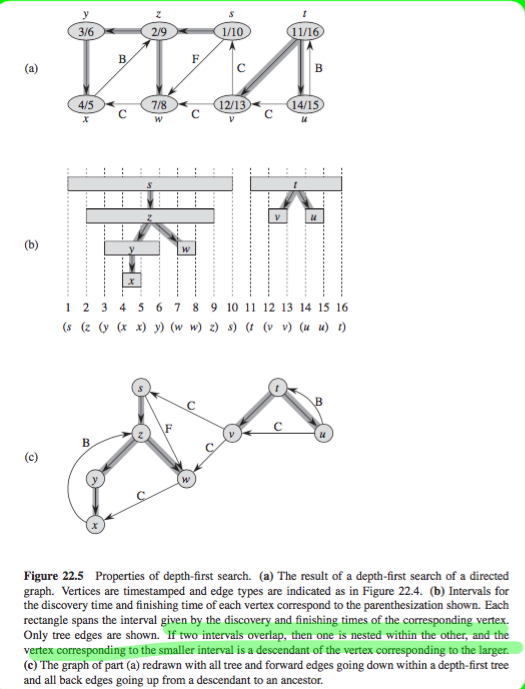 y z s t
3/6 2/9 1/10 11/16
B F C B
(a)
4/5 7/8 12/13 14/15
C C C
x w v u
s t
z v u
(b)
y w
x
1 2 3 4 5 6 7 8 9 10 11 12 13 14 15 16
(s (z (y (x x) y) (w w) z) s) (t (v v) (u u) t)
s t
C B
z F v C u
B C
(c)
y w
C
x
Figure 22.5 Properties of depth-first search. (a) The result of a depth-first search of a directed
graph. Vertices are timestamped and edge types are indicated as in Figure 22.4. (b) Intervals for
the discovery time and finishing time of each vertex correspond to the parenthesization shown. Each
rectangle spans the interval given by the discovery and finishing times of the corresponding vertex.
Only tree edges are shown. If two intervals overlap, then one is nested within the other, and the
vertex corresponding to the smaller interval is a descendant of the vertex corresponding to the larger.
(c) The graph of part (a) redrawn with all tree and forward edges going down within a depth-first tree
and all back edges going up from a descendant to an ancestor.